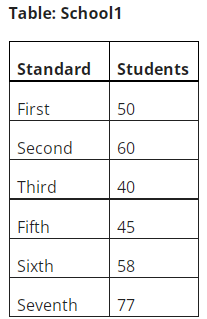 Table: School1
Standard Students
First 50
Second 60
Third 40
Fifth 45
Sixth 58
Seventh 77